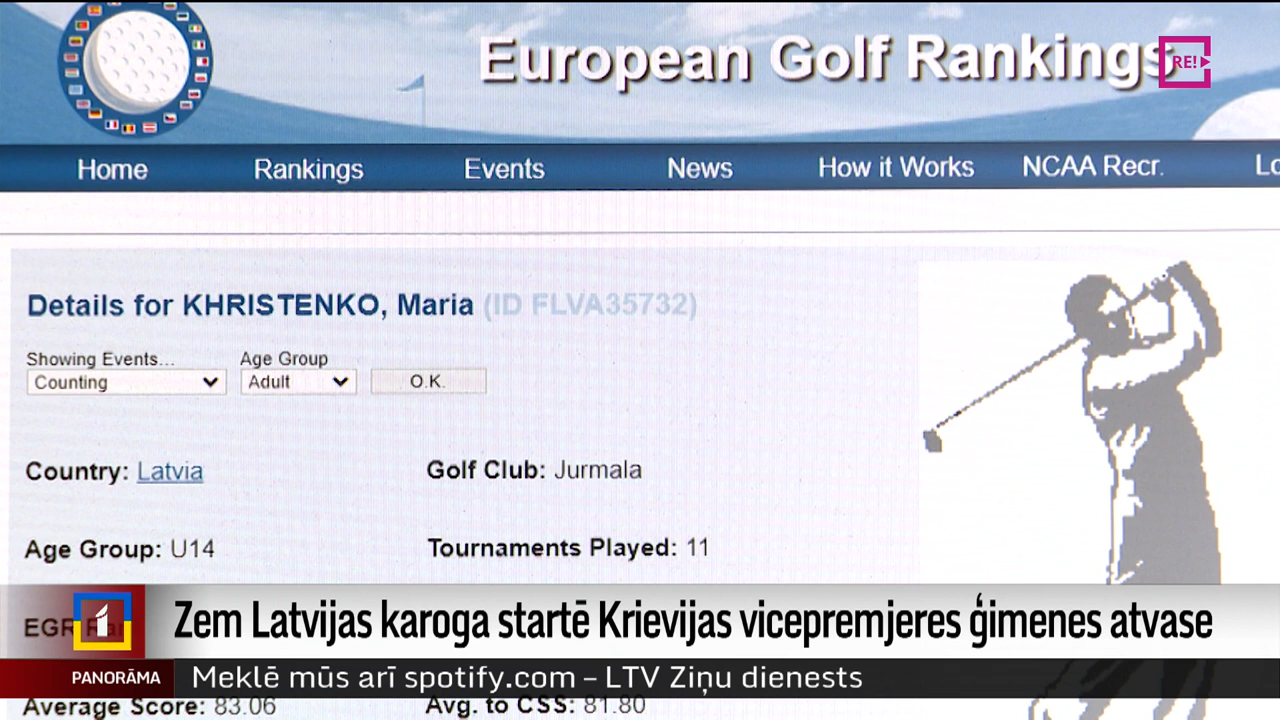 European Golf Rankings
RE!
Home Rankings Events News How it Works NCAA Recr.
Details for KHRISTENKO, Maria (ID FLVA35732)
Showing Events... Age Group
Counting Adult O.K.
Country: Latvia Golf Club: Jurmala
Age Group: U14 Tournaments Played: 11
EGR
1 Zem Latvijas karoga startē Krievijas vicepremjeres ģimenes atvase
PANORĀMA Meklē mūs arī spotify.com – LTV Ziņu dienests
Average Score: 83.06 Avg. to CSS: 81.80